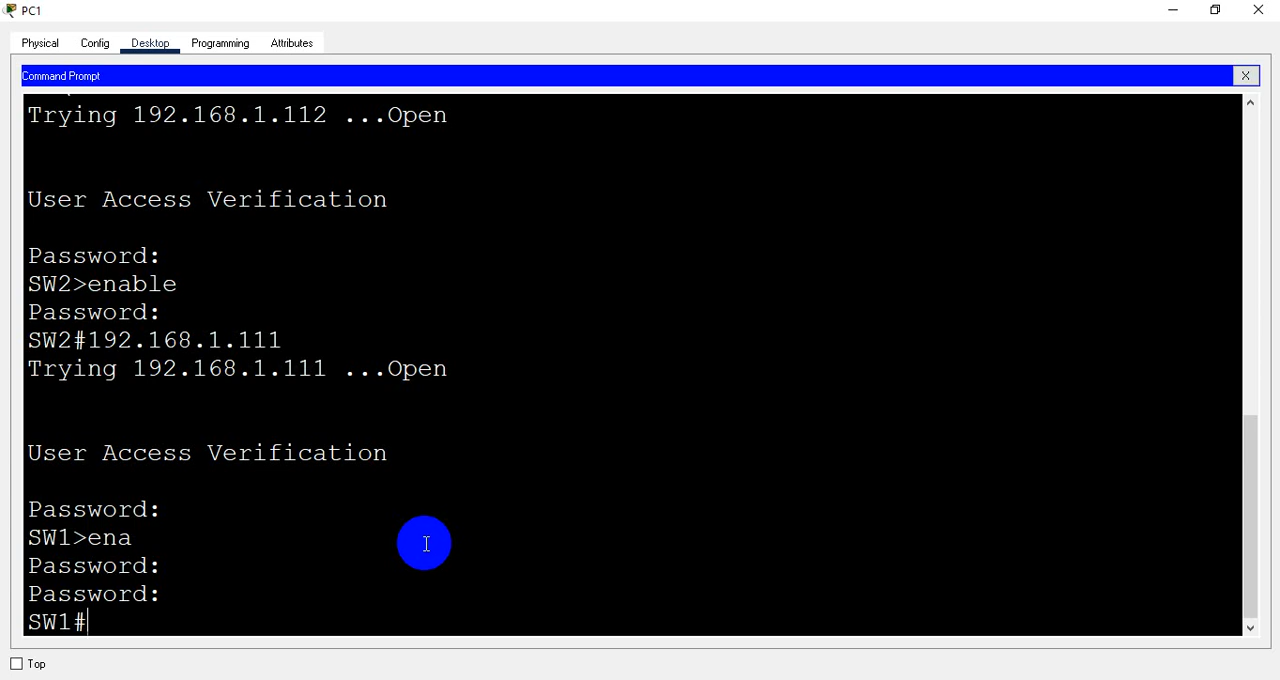 PC1
Physical Config Desktop Programming Attributes
Command Prompt X
Trying 192.168.1.112 ...Open
User Access Verification
Password:
SW2>enable
Password:
SW2#192.168.1.111
Trying 192.168.1.111 ...Open
User Access Verification
Password:
SW1>ena
Password:
Password:
SW1#
Top